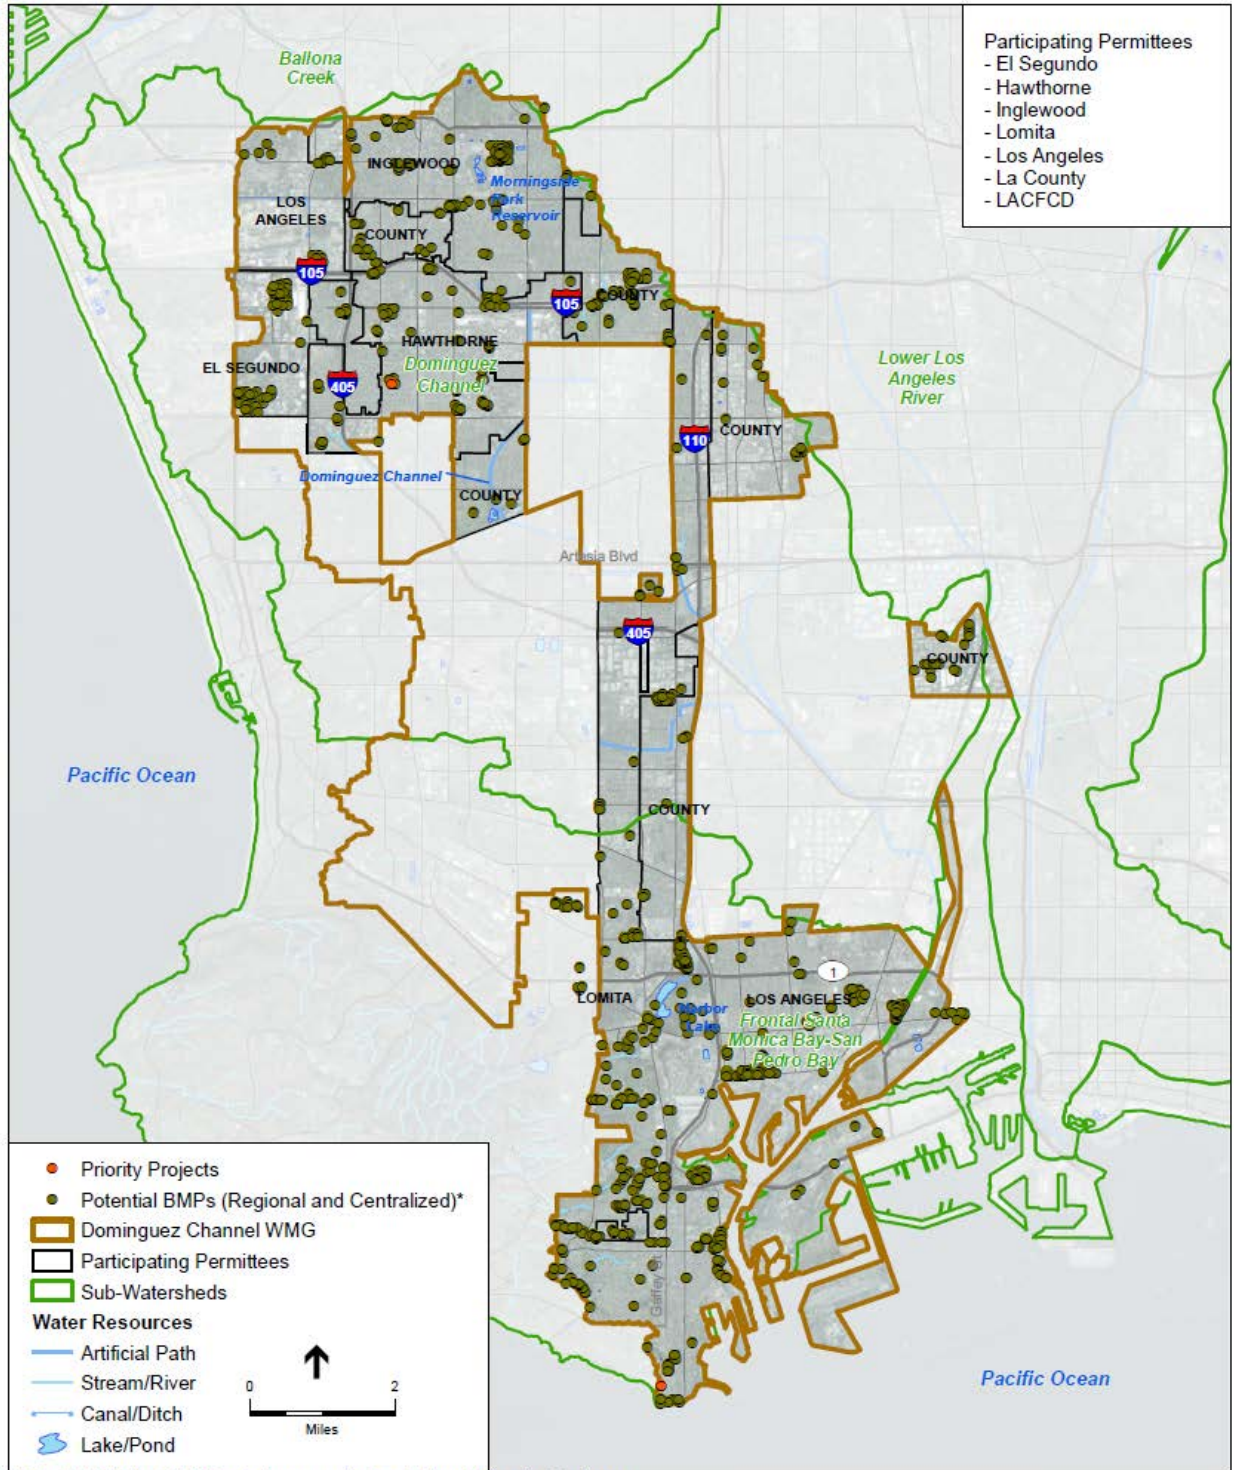 Ballona
Creek
Participating Permittees
- El Segundo
- Hawthorne
- Inglewood
- Lomita
- Los Angeles
- La County
- LACFCD
INGLEWOOD
Morningside
Park
Reservoir
LOS
ANGELES
COUNTY
105
105
COUNTY
HAWTHORNE
EL SEGUNDO
Dominguez
Channel
405
Lower Los
Angeles
River
110
COUNTY
Dominguez Channel
COUNTY
Artesia Blvd
405
COUNTY
Pacific Ocean
COUNTY
1
LOMITA
LOS ANGELES
Harbor
Lake
Frontal Santa
Monica Bay-San
Pedro Bay
Gaffey St
Pacific Ocean
Priority Projects
Potential BMPs (Regional and Centralized)*
Dominguez Channel WMG
Participating Permittees
Sub-Watersheds
Water Resources
Artificial Path
Stream/River
Canal/Ditch
Lake/Pond
0 2
Miles